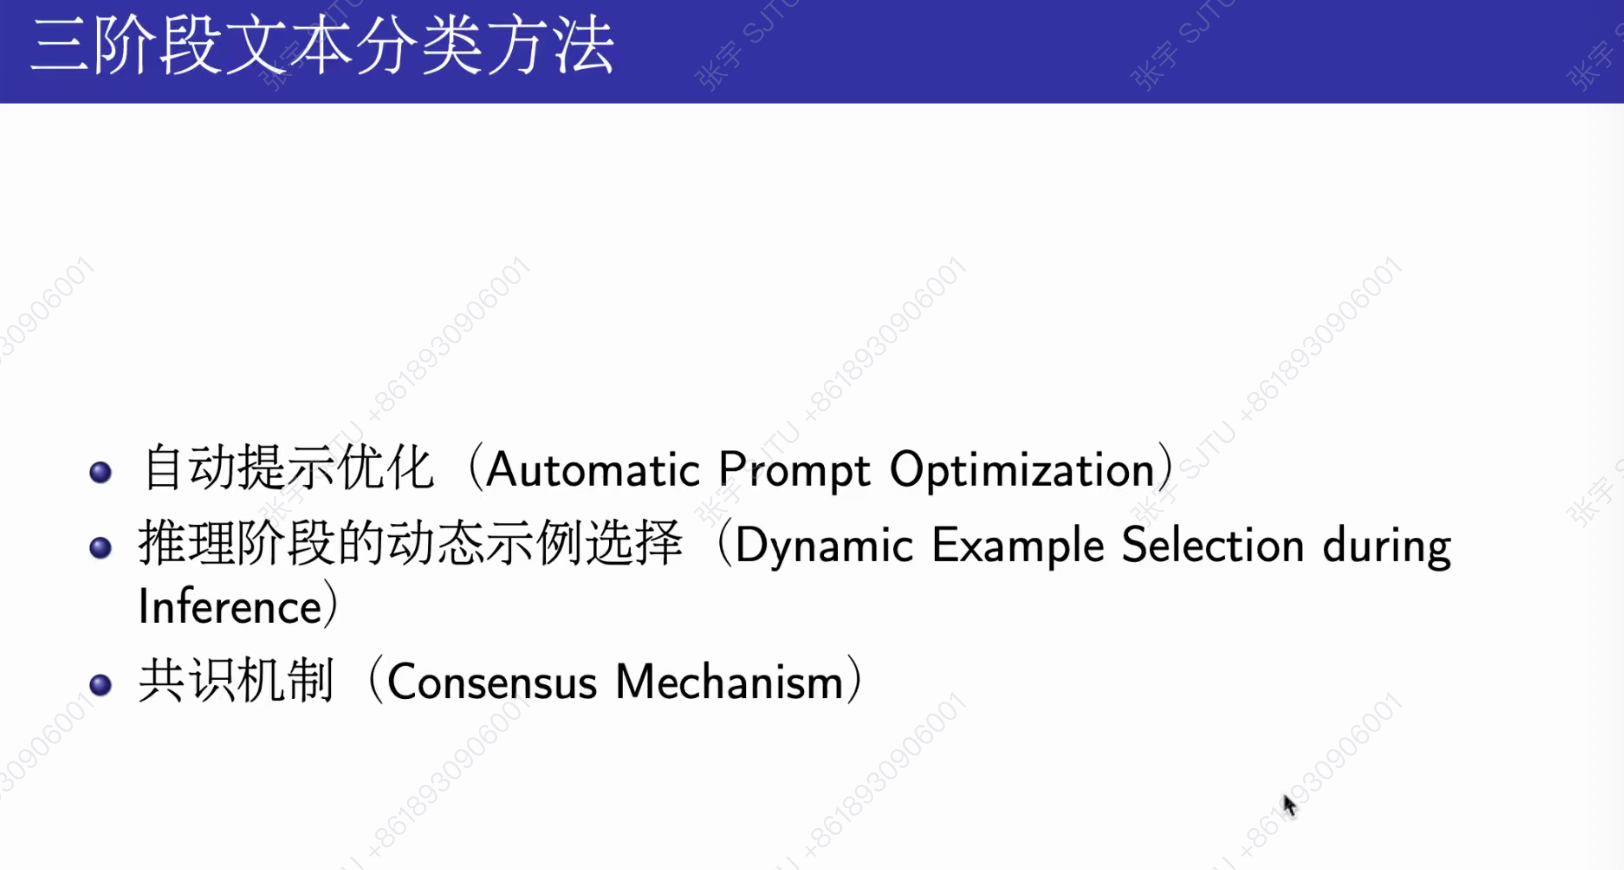 三阶段文本分类方法
自动提示优化（Automatic Prompt Optimization）
推理阶段的动态示例选择（Dynamic Example Selection during
Inference）
共识机制（Consensus Mechanism）
张宇 SJTU +8618930906001